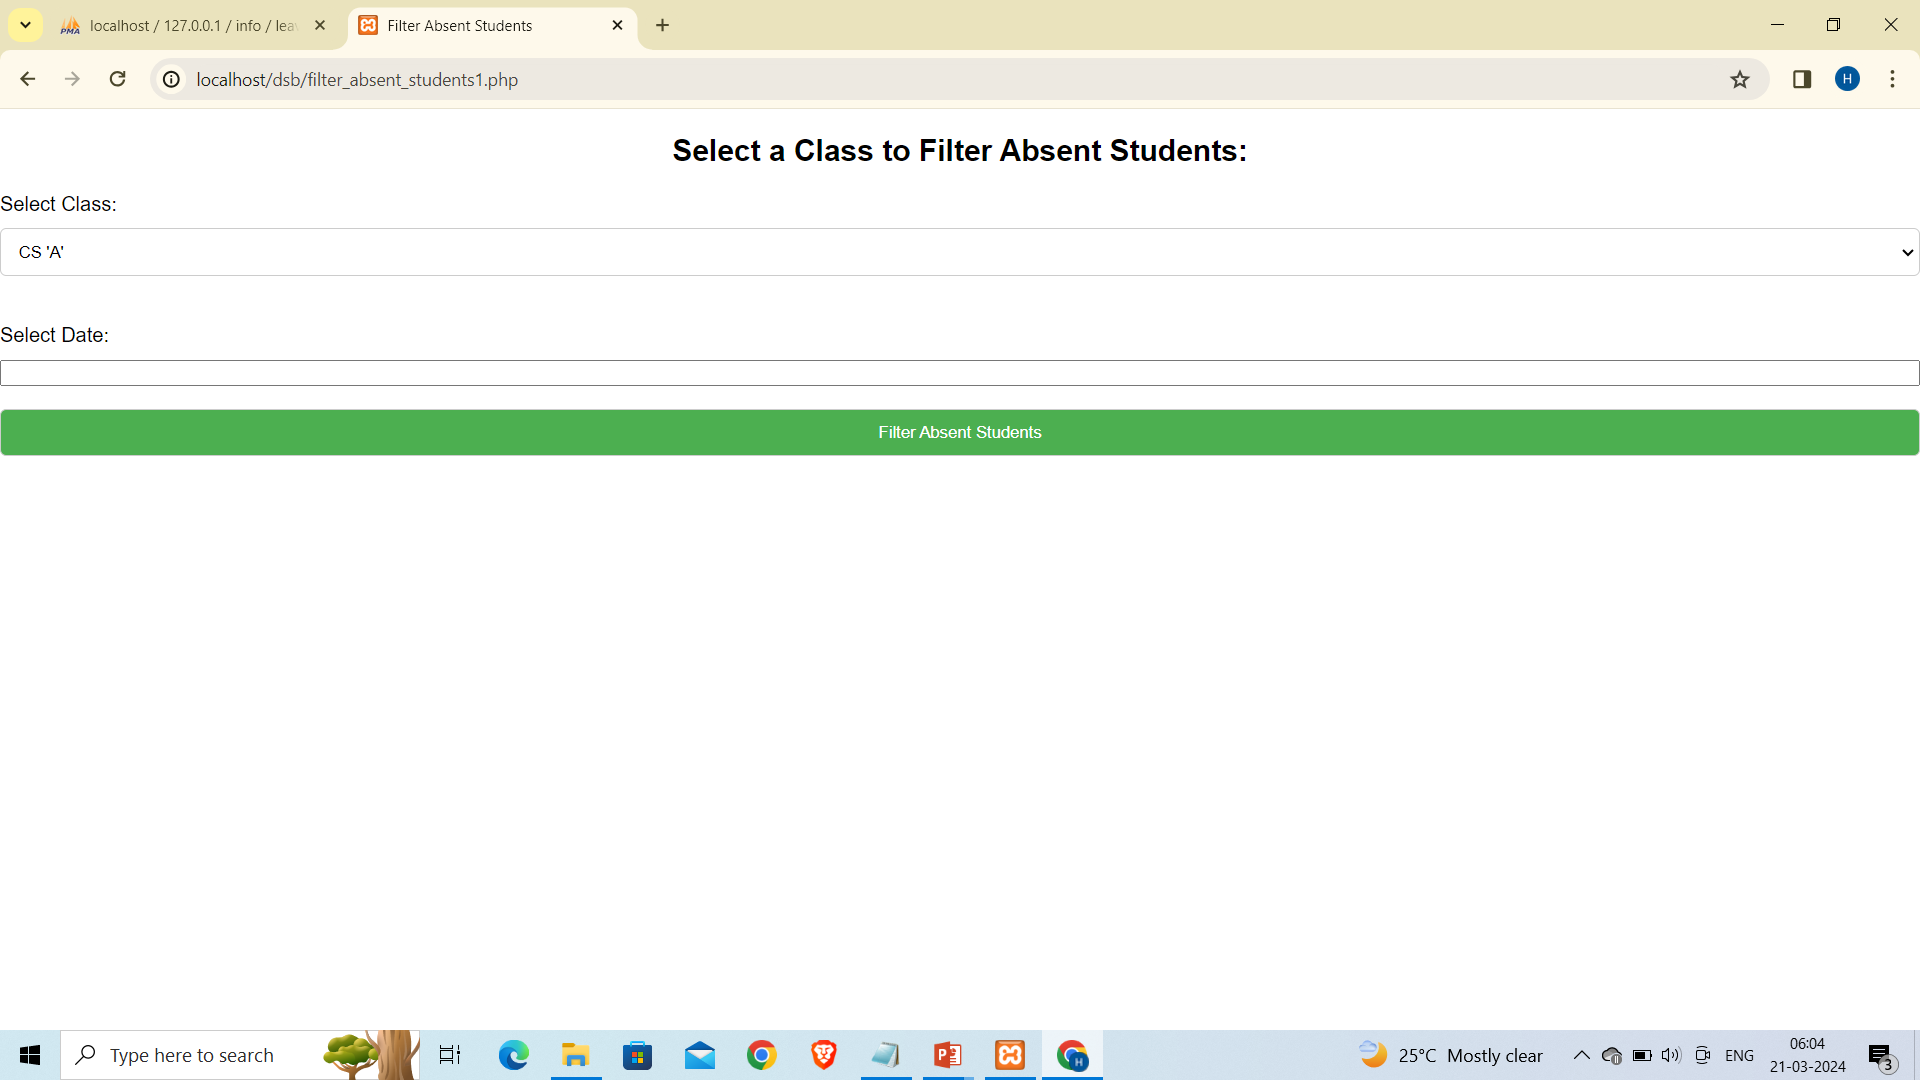 localhost / 127.0.0.1 / info / lea
Filter Absent Students
localhost/dsb/filter_absent_students1.php
H
Select a Class to Filter Absent Students:
Select Class:
CS 'A'
Select Date:
Filter Absent Students
Type here to search
25°C Mostly clear
ENG
06:04
21-03-2024
3
PMA
H